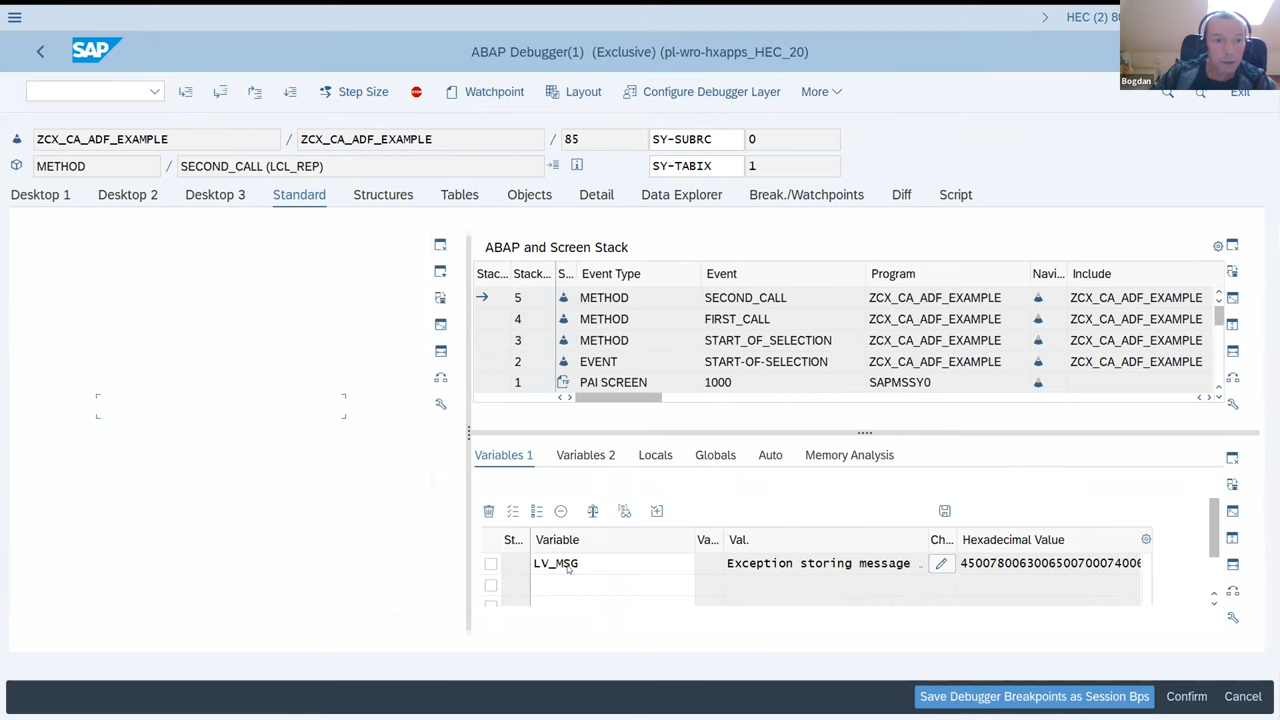 HEC (2) 80
SAP ABAP Debugger(1) (Exclusive) (pl-wro-hxapps_HEC_20)
Bogdan
Step Size Watchpoint Layout Configure Debugger Layer More Exit
ZCX_CA_ADF_EXAMPLE / ZCX_CA_ADF_EXAMPLE / 85 SY-SUBRC 0
METHOD / SECOND_CALL (LCL_REP) SY-TABIX 1
Desktop 1 Desktop 2 Desktop 3 Standard Structures Tables Objects Detail Data Explorer Break./Watchpoints Diff Script
ABAP and Screen Stack
Stac... Stack... S... Event Type Event Program Navi... Include
5 METHOD SECOND_CALL ZCX_CA_ADF_EXAMPLE ZCX_CA_ADF_EXAMPLE
4 METHOD FIRST_CALL ZCX_CA_ADF_EXAMPLE ZCX_CA_ADF_EXAMPLE
3 METHOD START_OF_SELECTION ZCX_CA_ADF_EXAMPLE ZCX_CA_ADF_EXAMPLE
2 EVENT START-OF-SELECTION ZCX_CA_ADF_EXAMPLE ZCX_CA_ADF_EXAMPLE
1 PAI SCREEN 1000 SAPMSSY0
Variables 1 Variables 2 Locals Globals Auto Memory Analysis
St... Variable Va... Val. Ch... Hexadecimal Value
LV_MSG Exception storing message 4500780063006500700074006
Save Debugger Breakpoints as Session Bps Confirm Cancel